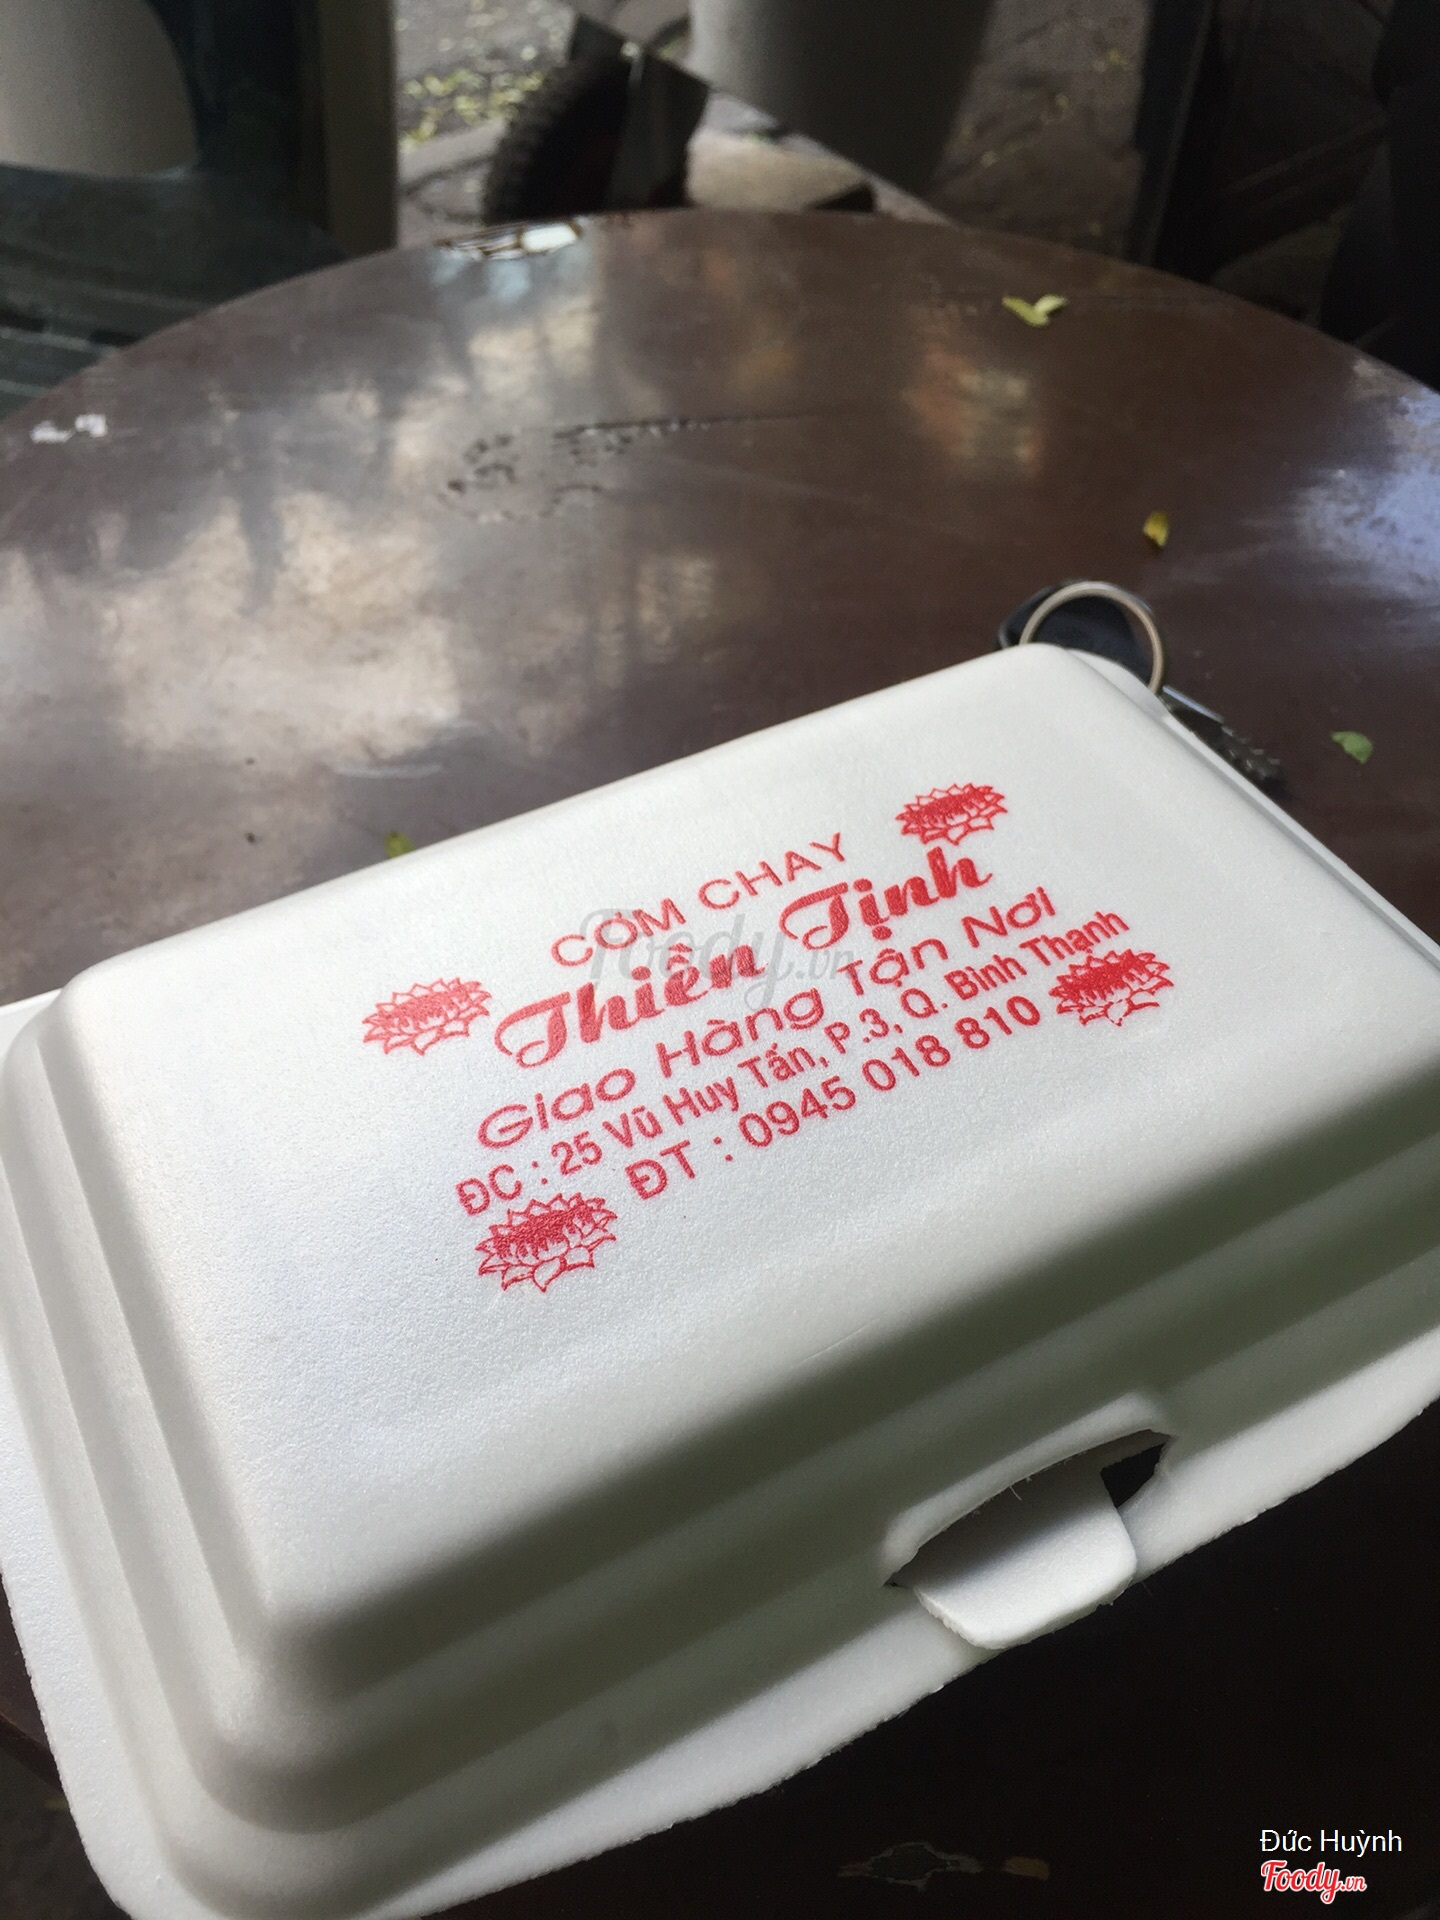 CƠM CHAY
Thiền Tịnh
Giao Hàng Tận Nơi
ĐC : 25 Vũ Huy Tấn, P.3, Q. Bình Thạnh
ĐT : 0945 018 810
Foody.vn
Đức Huỳnh
Foody.vn